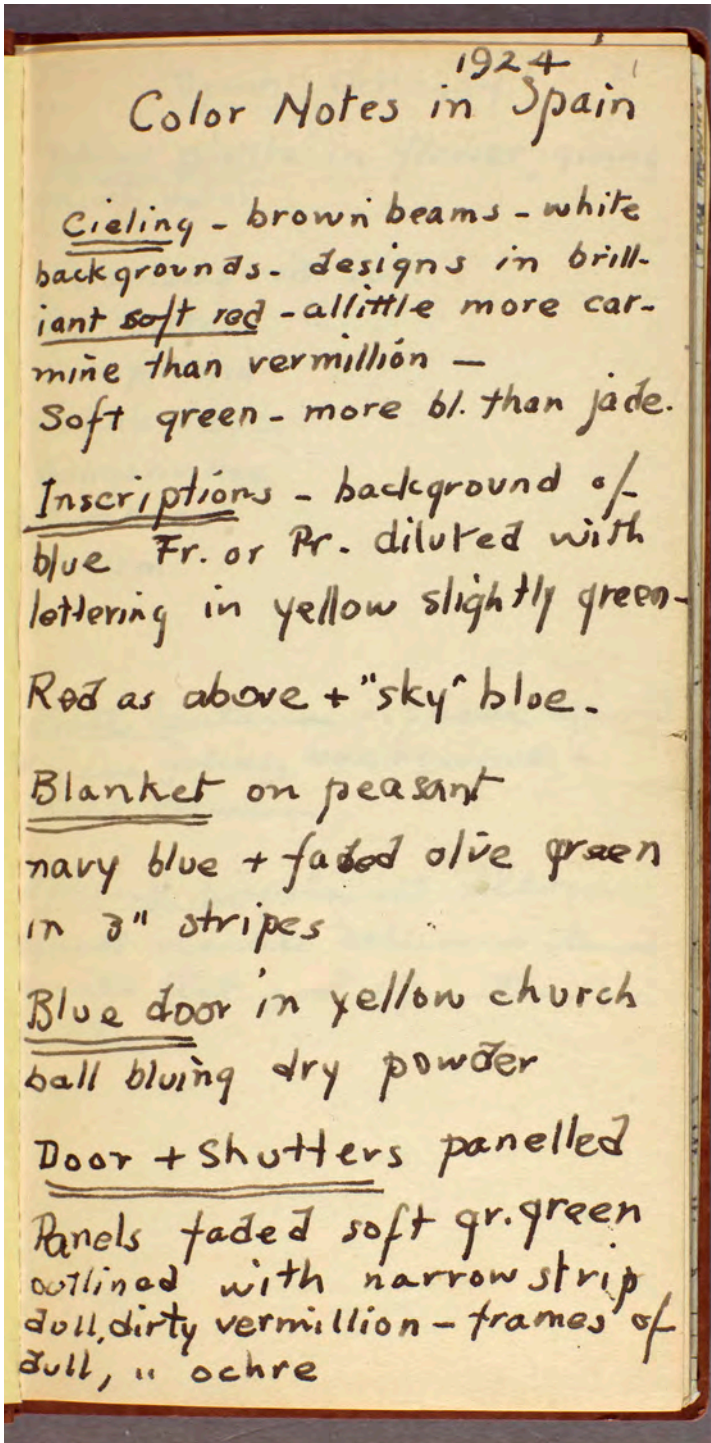 1924
Color Notes in Spain
Cieling - brown beams - white
backgrounds - designs in brill-
iant soft red - allittle more car-
mine than vermillion -
Soft green - more bl. than jade.
Inscriptions - background of
blue Fr. or Pr. diluted with
lettering in yellow slightly green-
Red as above + "sky" blue -
Blanket on peasant
navy blue + faded olive green
in 3" stripes
Blue door in yellow church
ball bluing dry powder
Door + Shutters panelled
Panels faded soft gr. green
outlined with narrow strip
dull, dirty vermillion - frames of
dull, " ochre